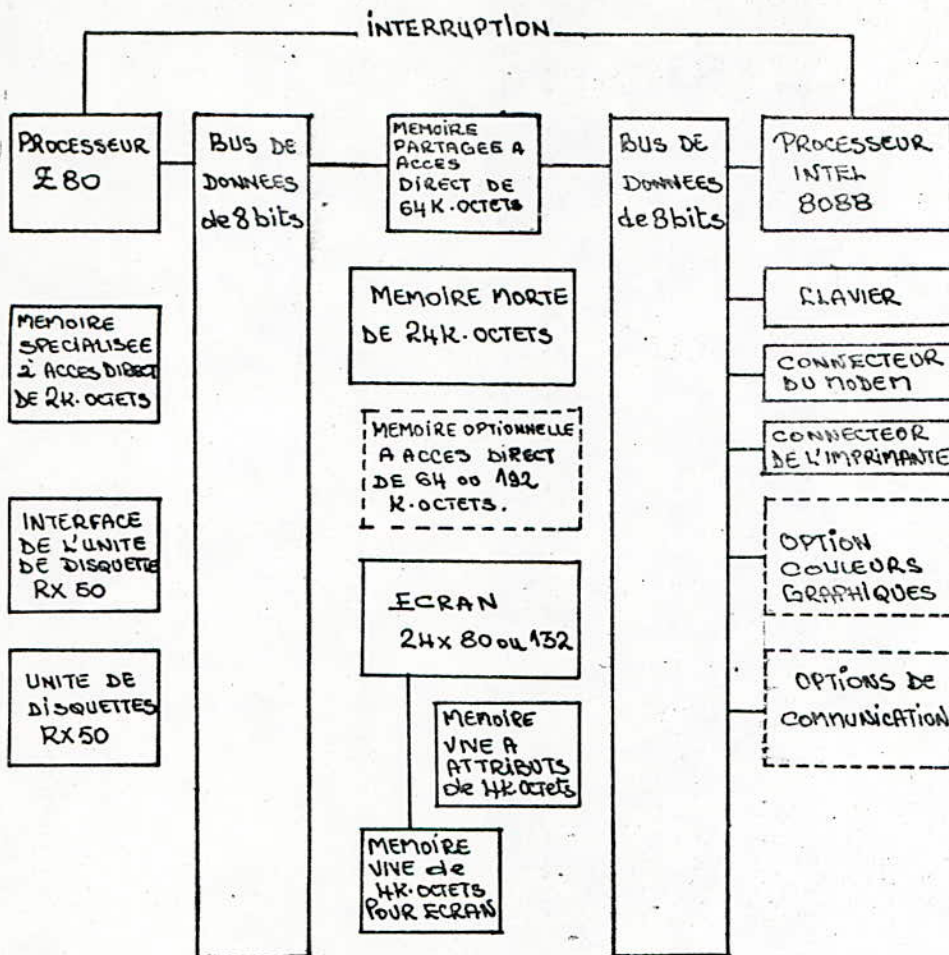 INTERRUPTION
PROCESSEUR
Z80
BUS DE
DONNEES
de 8 bits
MEMOIRE
PARTAGEE A
ACCES
DIRECT DE
64K.OCTETS
BUS DE
DONNEES
de 8 bits
PROCESSEUR
INTEL
8088
MEMOIRE
SPECIALISEE
à ACCES DIRECT
DE 2K.OCTETS
MEMOIRE MORTE
DE 24K.OCTETS
CLAVIER
CONNECTEUR
DU MODEM
MEMOIRE OPTIONNELLE
A ACCES DIRECT
DE 64 ou 192
K.OCTETS.
CONNECTEUR
DE L'IMPRIMANTE
INTERFACE
DE L'UNITE
DE DISQUETTE
RX 50
OPTION
COULEURS
GRAPHIQUES
ECRAN
24 x 80 ou 132
UNITE DE
DISQUETTES
RX50
OPTIONS DE
COMMUNICATION
MEMOIRE
VIVE A
ATTRIBUTS
de 4K.OCTETS
MEMOIRE
VIVE de
4K.OCTETS
POUR ECRAN